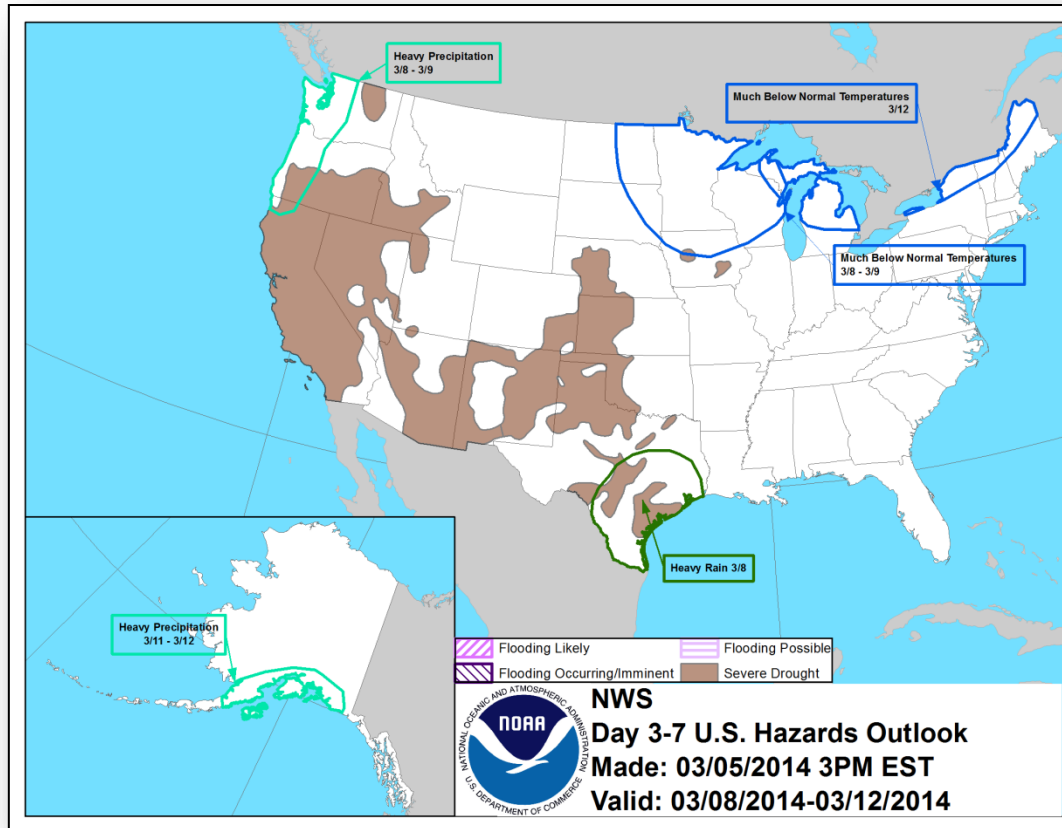 Heavy Precipitation
3/8 - 3/9
Much Below Normal Temperatures
3/12
Much Below Normal Temperatures
3/8 - 3/9
Heavy Rain 3/8
Heavy Precipitation
3/11 - 3/12
Flooding Likely
Flooding Possible
Flooding Occurring/Imminent
Severe Drought
NATIONAL OCEANIC AND ATMOSPHERIC ADMINISTRATION
NOAA
U.S. DEPARTMENT OF COMMERCE
NWS
Day 3-7 U.S. Hazards Outlook
Made: 03/05/2014 3PM EST
Valid: 03/08/2014-03/12/2014